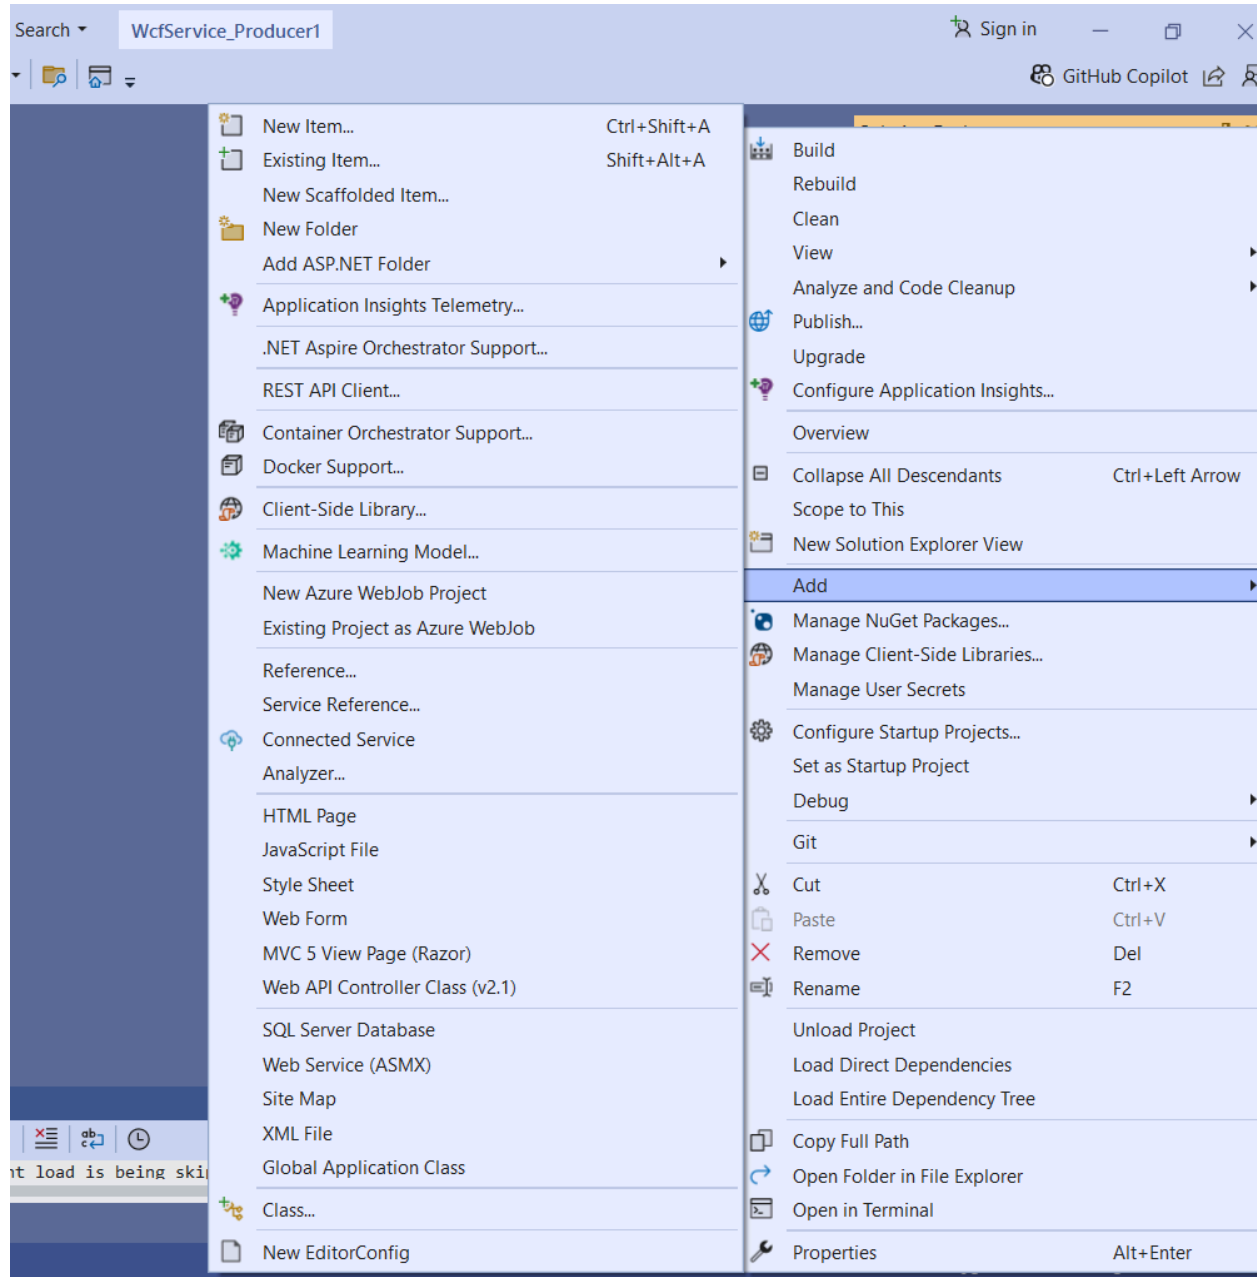 Search
WcfService_Producer1
Sign in
GitHub Copilot
New Item... Ctrl+Shift+A
Existing Item... Shift+Alt+A
New Scaffolded Item...
New Folder
Add ASP.NET Folder
Application Insights Telemetry...
.NET Aspire Orchestrator Support...
REST API Client...
Container Orchestrator Support...
Docker Support...
Client-Side Library...
Machine Learning Model...
New Azure WebJob Project
Existing Project as Azure WebJob
Reference...
Service Reference...
Connected Service
Analyzer...
HTML Page
JavaScript File
Style Sheet
Web Form
MVC 5 View Page (Razor)
Web API Controller Class (v2.1)
SQL Server Database
Web Service (ASMX)
Site Map
XML File
Global Application Class
Class...
New EditorConfig
Build
Rebuild
Clean
View
Analyze and Code Cleanup
Publish...
Upgrade
Configure Application Insights...
Overview
Collapse All Descendants Ctrl+Left Arrow
Scope to This
New Solution Explorer View
Add
Manage NuGet Packages...
Manage Client-Side Libraries...
Manage User Secrets
Configure Startup Projects...
Set as Startup Project
Debug
Git
Cut Ctrl+X
Paste Ctrl+V
Remove Del
Rename F2
Unload Project
Load Direct Dependencies
Load Entire Dependency Tree
Copy Full Path
Open Folder in File Explorer
Open in Terminal
Properties Alt+Enter
load is being